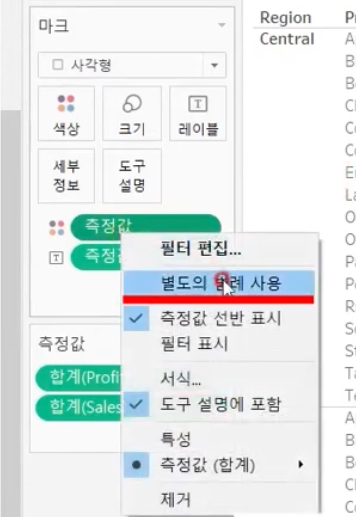 마크
사각형
색상
크기
레이블
세부
정보
도구
설명
측정값
측정
필터 편집...
별도의 범례 사용
측정값 선반 표시
필터 표시
서식...
도구 설명에 포함
특성
측정값 (합계)
제거
측정값
합계(Profi
합계(Sales
Region
Central